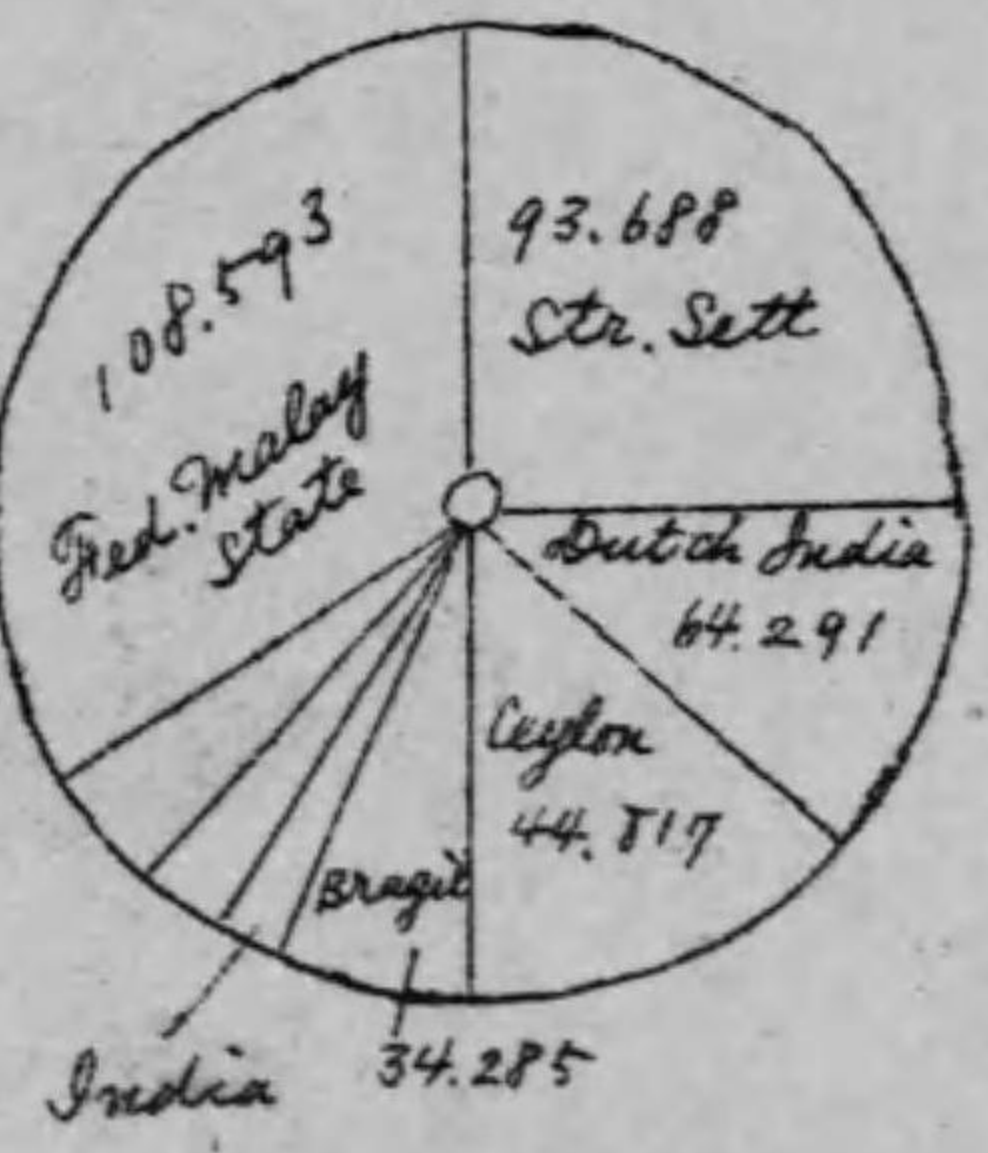 93.688
Str. Sett
Dutch India
64.291
Ceylon
44.817
Brazil
34.285
India
108.593
Fed. Malay
State